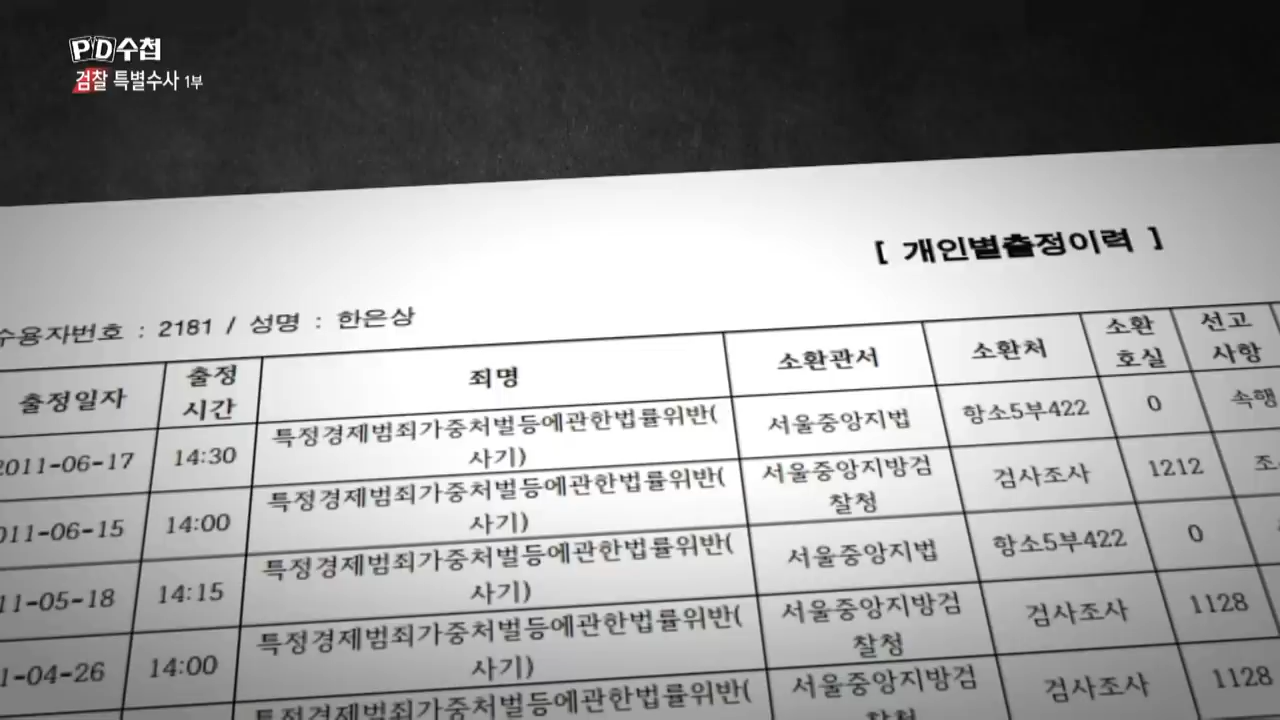 PD수첩
검찰 특별수사 1부
[ 개인별출정이력 ]
수용자번호 : 2181 / 성명 : 한은상
출정일자 출정시간 죄명 소환관서 소환처 소환호실 선고사항
2011-06-17 14:30 특정경제범죄가중처벌등에관한법률위반(사기) 서울중앙지법 항소5부422 0 속행
2011-06-15 14:00 특정경제범죄가중처벌등에관한법률위반(사기) 서울중앙지방검찰청 검사조사 1212 조
11-05-18 14:15 특정경제범죄가중처벌등에관한법률위반(사기) 서울중앙지법 항소5부422 0
1-04-26 14:00 특정경제범죄가중처벌등에관한법률위반(사기) 서울중앙지방검찰청 검사조사 1128
특정경제범죄가중처벌등에관한법률위반( 서울중앙지방검찰청 검사조사 1128